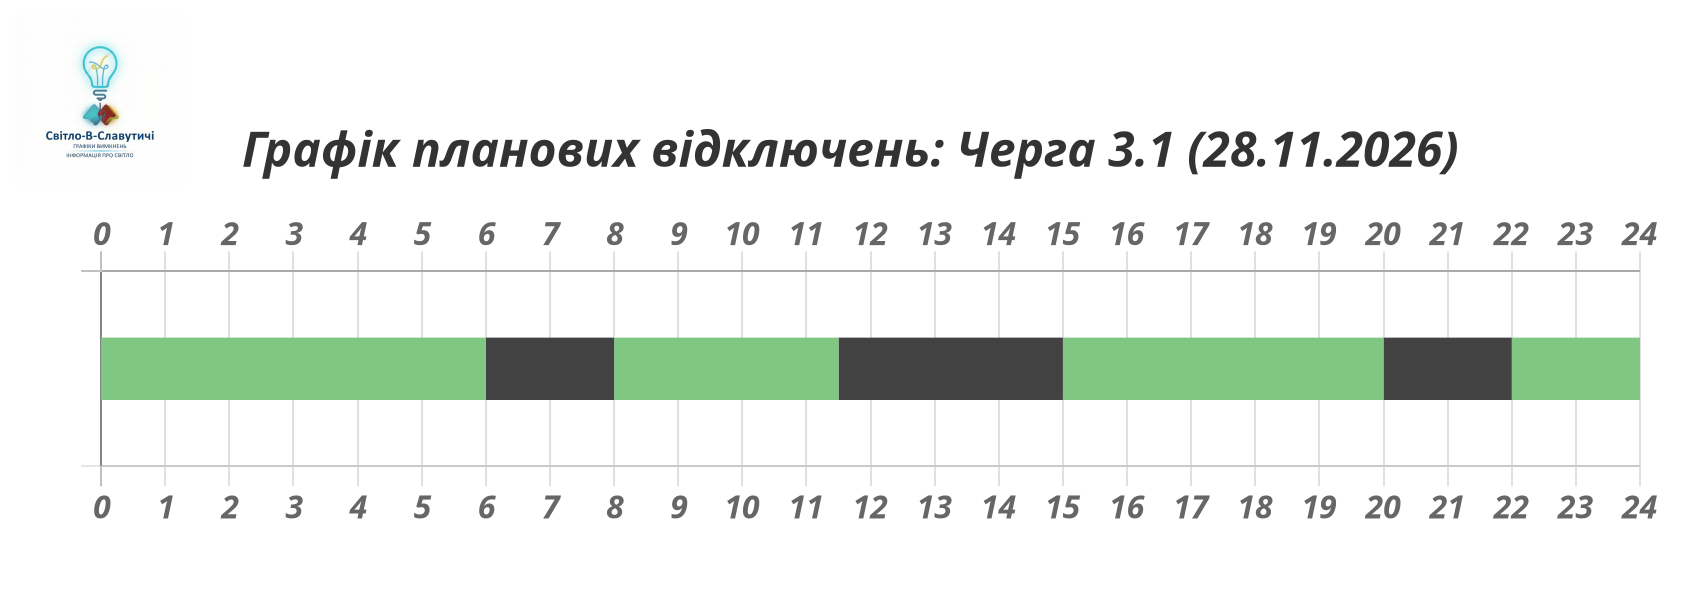 Світло-В-Славутичі
ГРАФІКИ ВИМКНЕНЬ
ІНФОРМАЦІЯ ПРО СВІТЛО
Графік планових відключень: Черга 3.1 (28.11.2026)
0 1 2 3 4 5 6 7 8 9 10 11 12 13 14 15 16 17 18 19 20 21 22 23 24
0 1 2 3 4 5 6 7 8 9 10 11 12 13 14 15 16 17 18 19 20 21 22 23 24